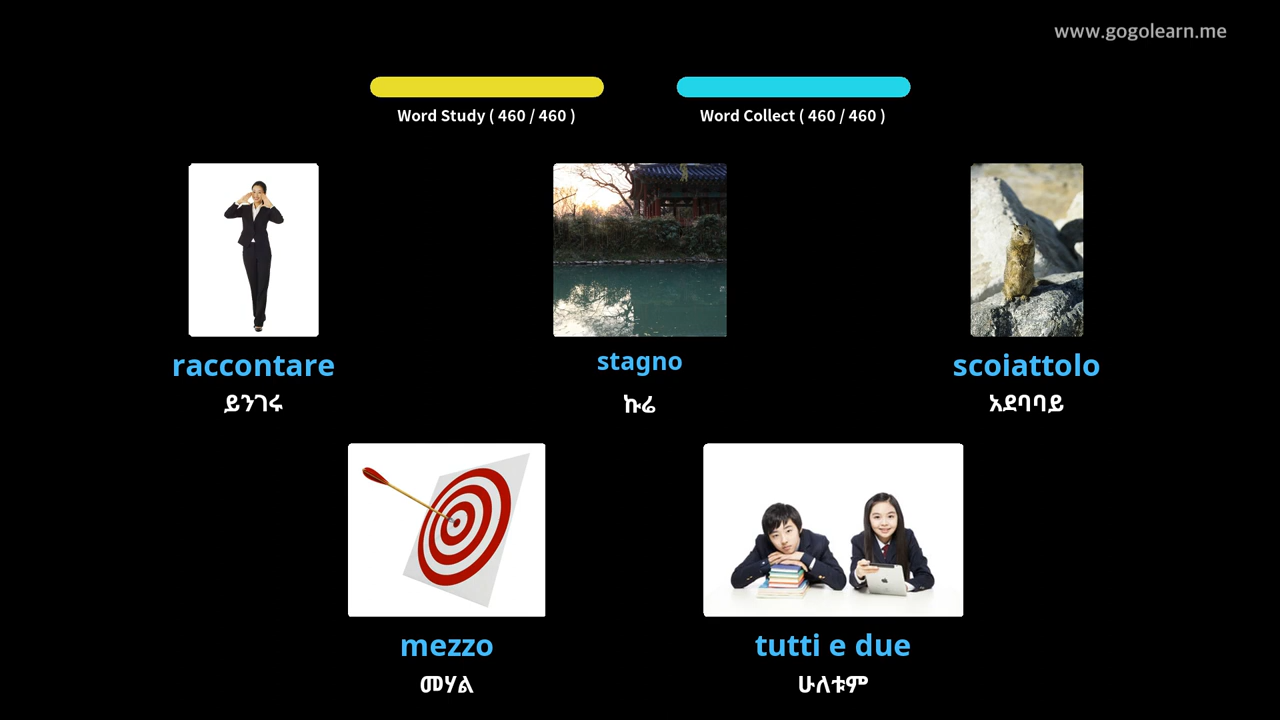 www.gogolearn.me
Word Study ( 460 / 460 )
Word Collect ( 460 / 460 )
raccontare
ይንገሩ
stagno
ኩሬ
scoiattolo
አደባባይ
mezzo
መሃል
tutti e due
ሁለቱም